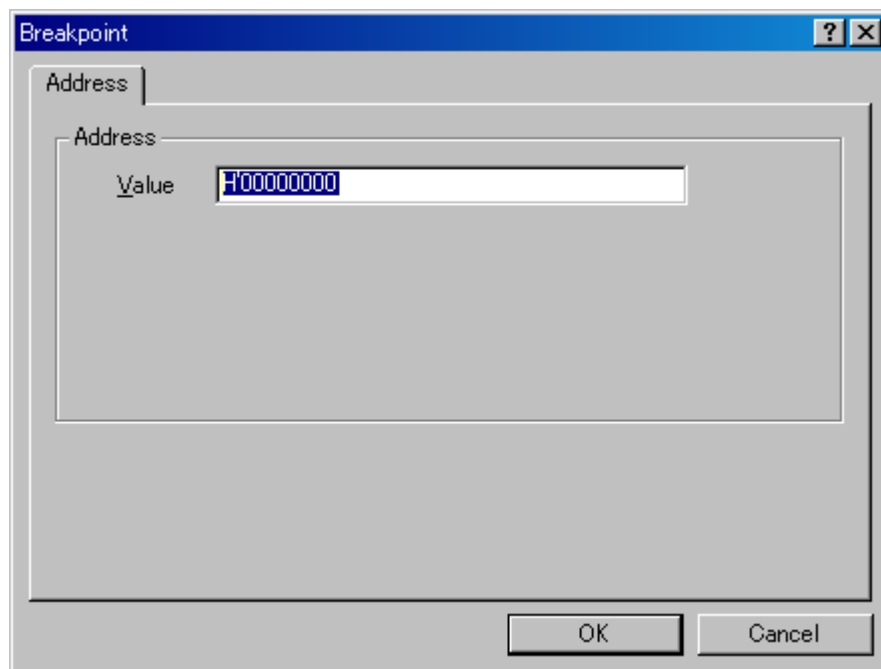 Breakpoint
Address
Address
Value H'00000000
OK Cancel